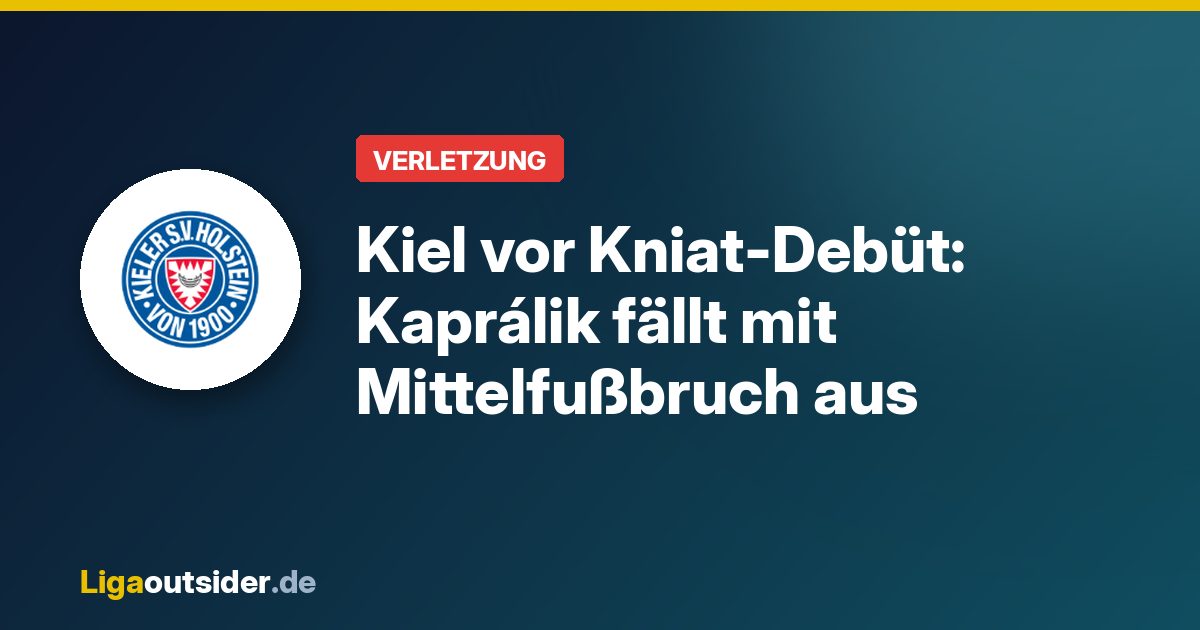 VERLETZUNG
KIELER S.V. HOLSTEIN
VON 1900
Kiel vor Kniat-Debüt:
Kaprálik fällt mit
Mittelfußbruch aus
Ligaoutsider.de